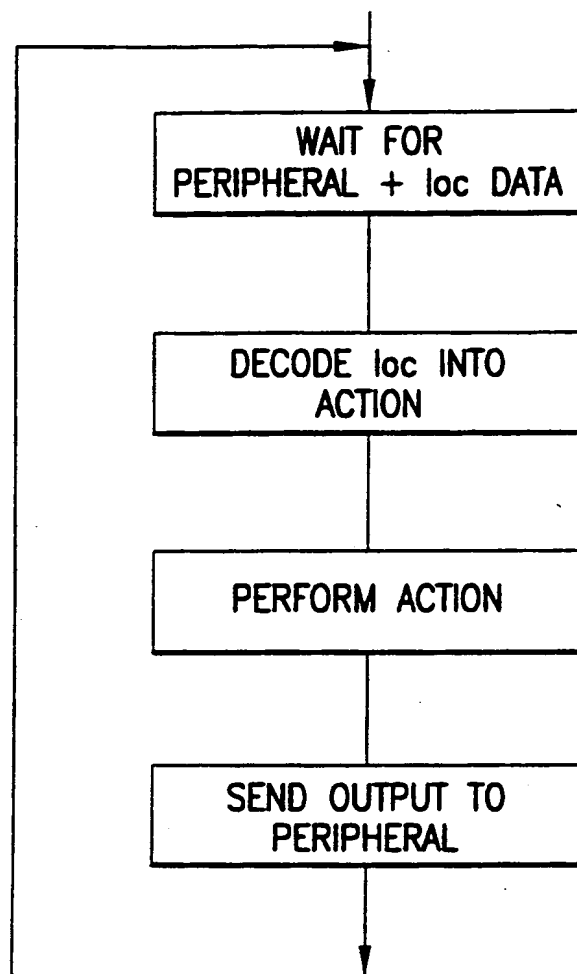 WAIT FOR
PERIPHERAL + loc DATA
DECODE loc INTO
ACTION
PERFORM ACTION
SEND OUTPUT TO
PERIPHERAL